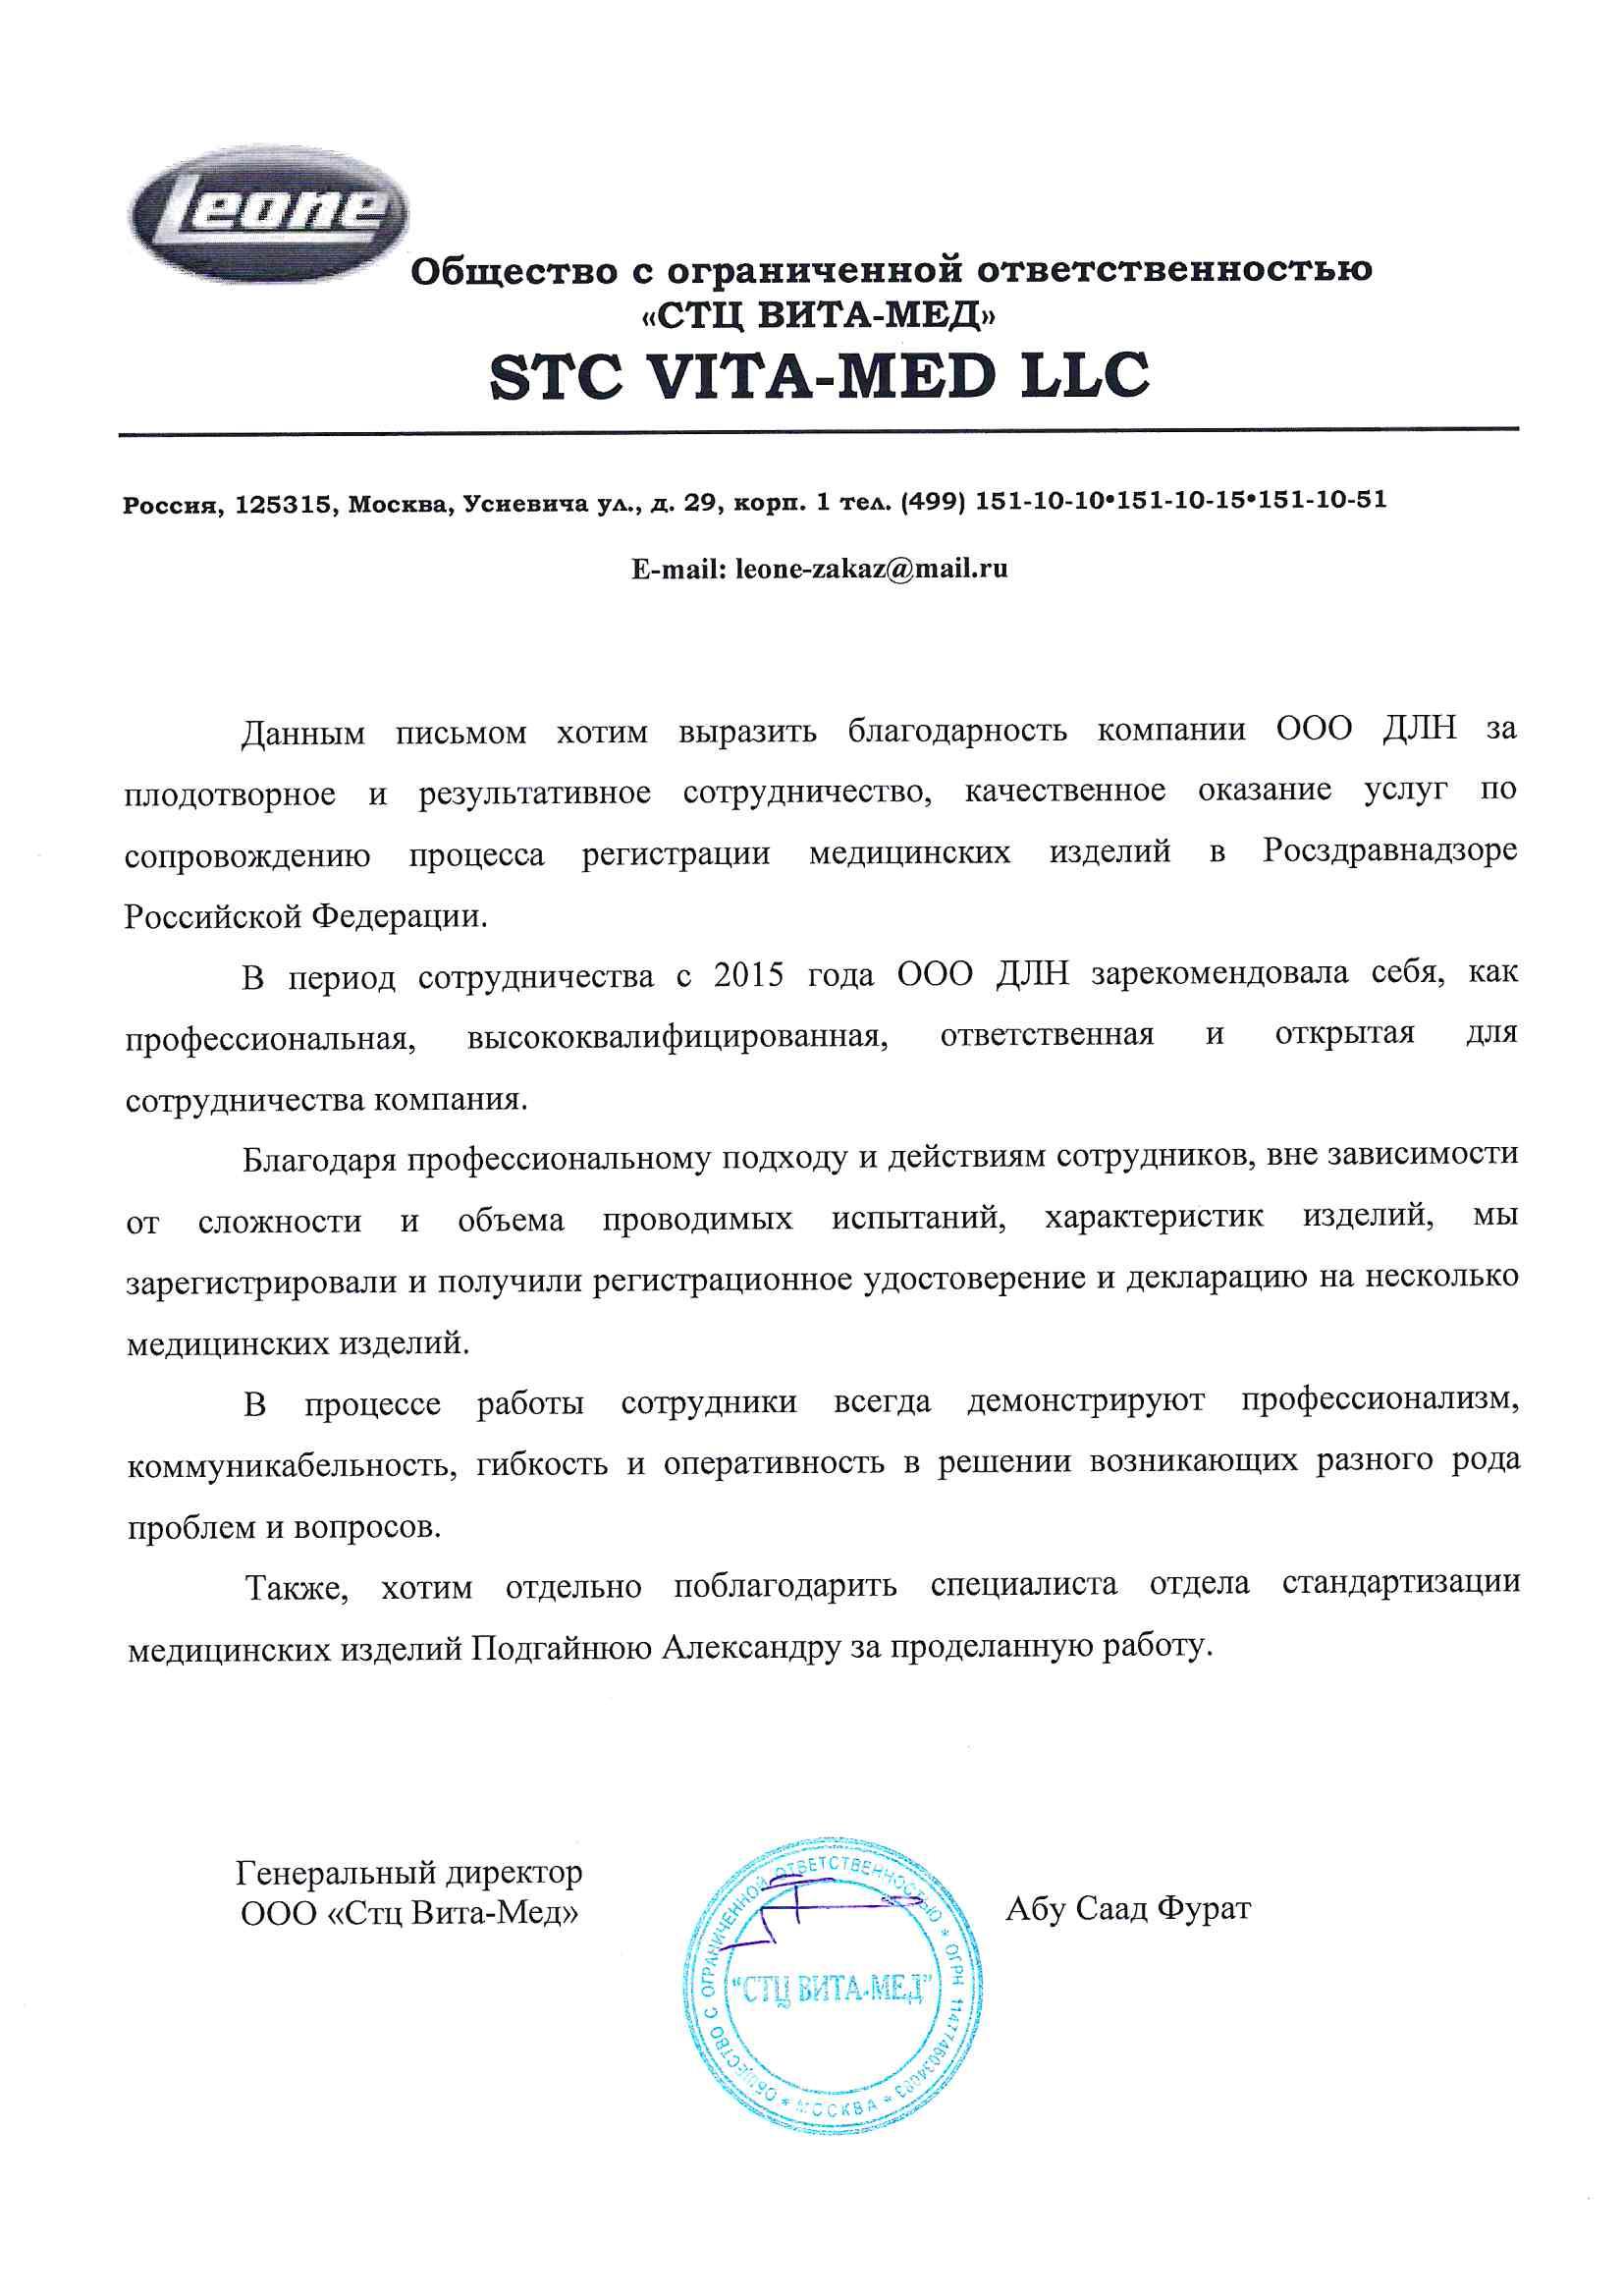 Leone
Общество с ограниченной ответственностью
«СТЦ ВИТА-МЕД»
STC VITA-MED LLC
Россия, 125315, Москва, Усиевича ул., д. 29, корп. 1 тел. (499) 151-10-10•151-10-15•151-10-51
E-mail: leone-zakaz@mail.ru
Данным письмом хотим выразить благодарность компании ООО ДЛН за
плодотворное и результативное сотрудничество, качественное оказание услуг по
сопровождению процесса регистрации медицинских изделий в Росздравнадзоре
Российской Федерации.
В период сотрудничества с 2015 года ООО ДЛН зарекомендовала себя, как
профессиональная, высококвалифицированная, ответственная и открытая для
сотрудничества компания.
Благодаря профессиональному подходу и действиям сотрудников, вне зависимости
от сложности и объема проводимых испытаний, характеристик изделий, мы
зарегистрировали и получили регистрационное удостоверение и декларацию на несколько
медицинских изделий.
В процессе работы сотрудники всегда демонстрируют профессионализм,
коммуникабельность, гибкость и оперативность в решении возникающих разного рода
проблем и вопросов.
Также, хотим отдельно поблагодарить специалиста отдела стандартизации
медицинских изделий Подгайнюю Александру за проделанную работу.
Генеральный директор
ООО «Стц Вита-Мед»
Абу Саад Фурат
ОБЩЕСТВО С ОГРАНИЧЕННОЙ ОТВЕТСТВЕННОСТЬЮ * ОГРН
* МОСКВА *
"СТЦ ВИТА-МЕД"